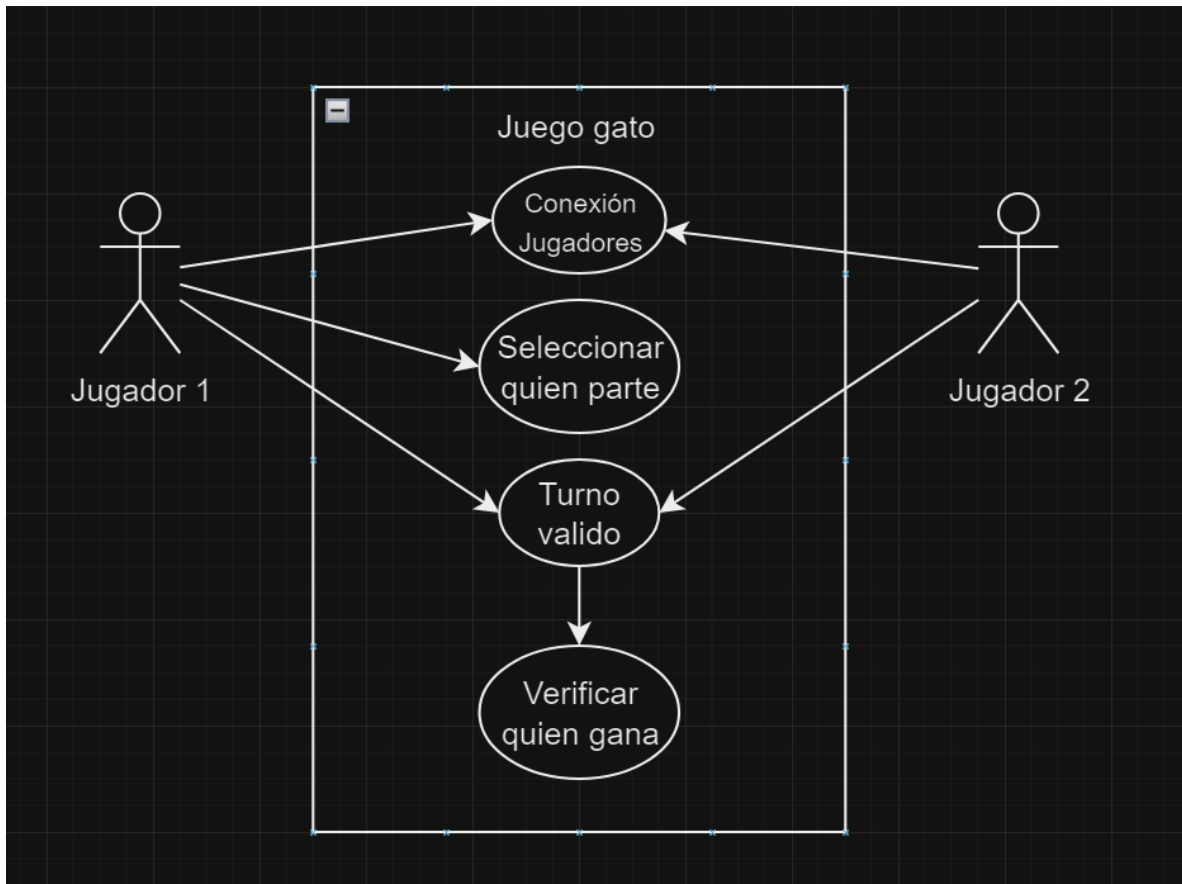 Juego gato
Conexión
Jugadores
Seleccionar
quien parte
Jugador 1
Jugador 2
Turno
valido
Verificar
quien gana